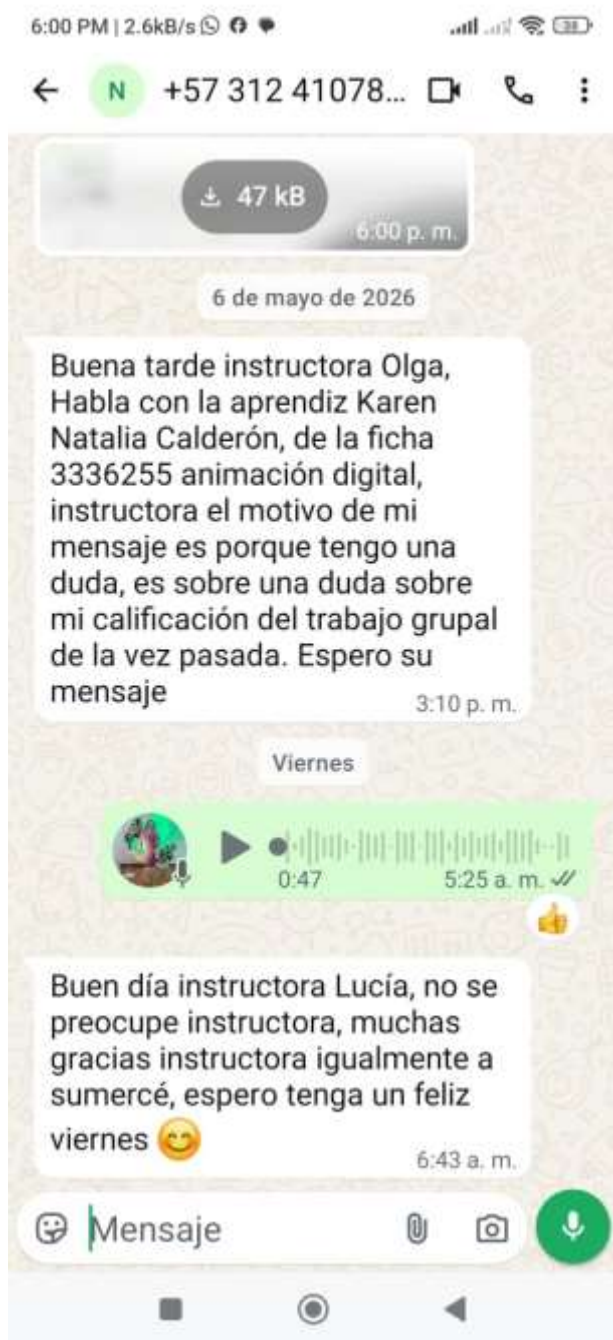 6:00 PM | 2.6kB/s
38
N +57 312 41078...
47 kB
6:00 p. m.
6 de mayo de 2026
Buena tarde instructora Olga,
Habla con la aprendiz Karen
Natalia Calderón, de la ficha
3336255 animación digital,
instructora el motivo de mi
mensaje es porque tengo una
duda, es sobre una duda sobre
mi calificación del trabajo grupal
de la vez pasada. Espero su
mensaje
3:10 p. m.
Viernes
0:47 5:25 a. m.
Buen día instructora Lucía, no se
preocupe instructora, muchas
gracias instructora igualmente a
sumercé, espero tenga un feliz
viernes 😊
6:43 a. m.
Mensaje